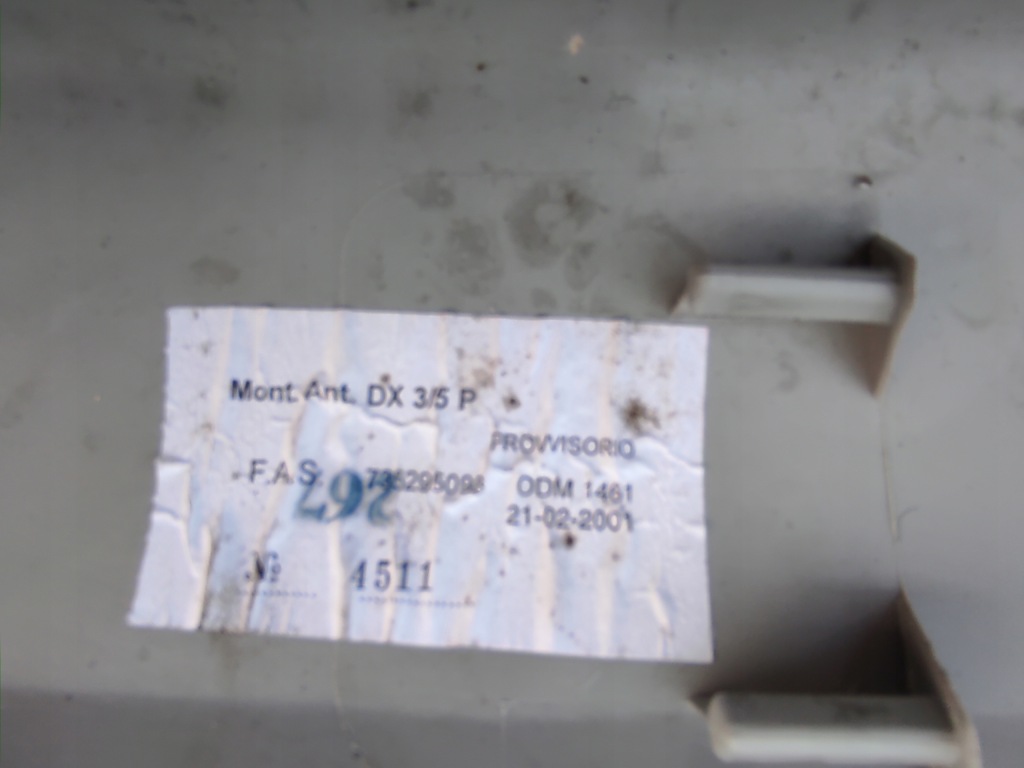 Mont. Ant. DX 3/5 P
PROVVISORIO
F.A.S. 735295098 ODM 1461
267
21-02-2001
Nº 4511